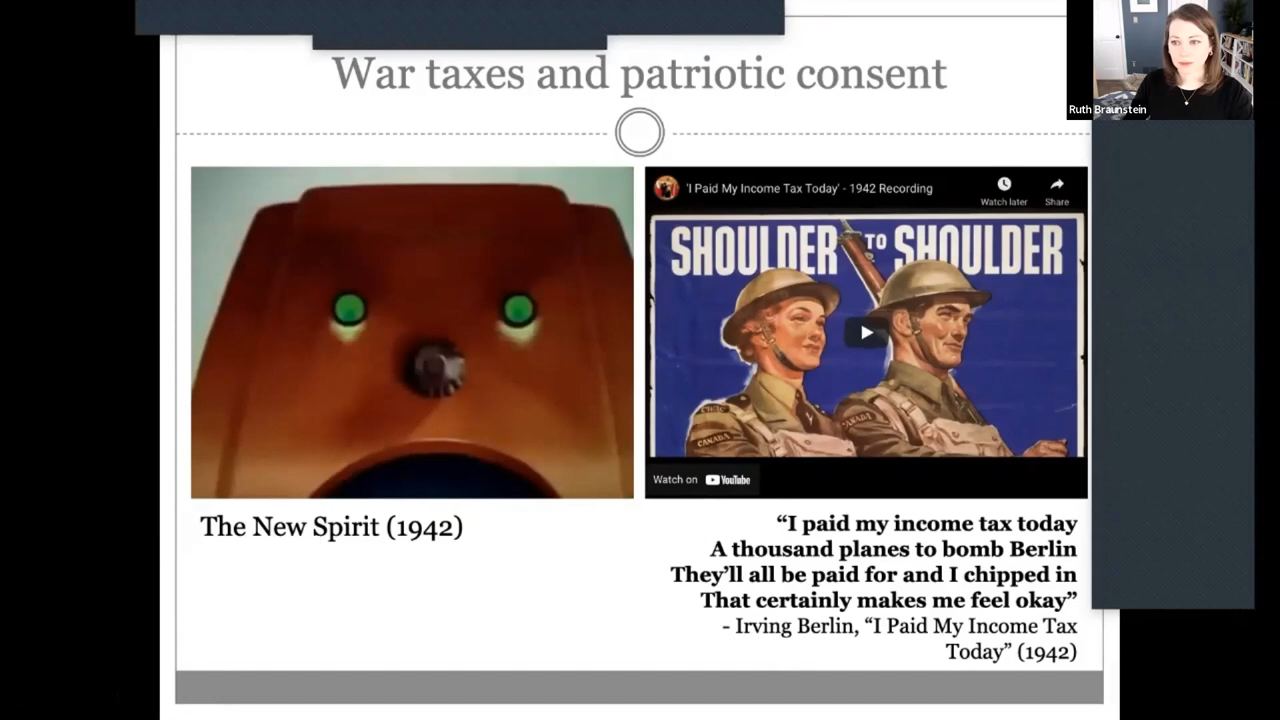 War taxes and patriotic consent
Ruth Braunstein
'I Paid My Income Tax Today' - 1942 Recording
Watch later
Share
SHOULDER TO SHOULDER
CWAC
CANADA
CANADA
Watch on YouTube
The New Spirit (1942)
“I paid my income tax today
A thousand planes to bomb Berlin
They’ll all be paid for and I chipped in
That certainly makes me feel okay”
- Irving Berlin, “I Paid My Income Tax
Today” (1942)